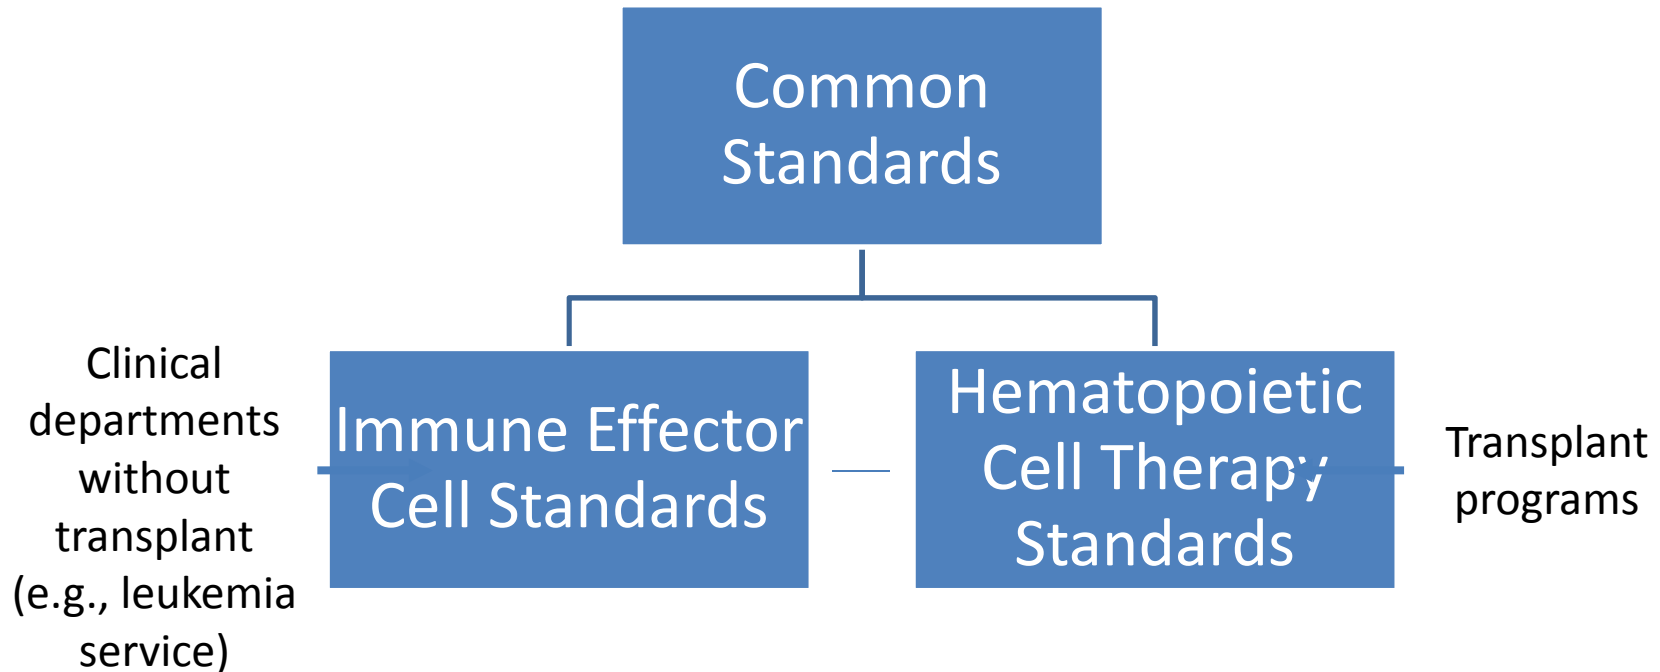 Common
Standards
Clinical
departments
without
transplant
(e.g., leukemia
service)
Immune Effector
Cell Standards
Hematopoietic
Cell Therapy
Standards
Transplant
programs